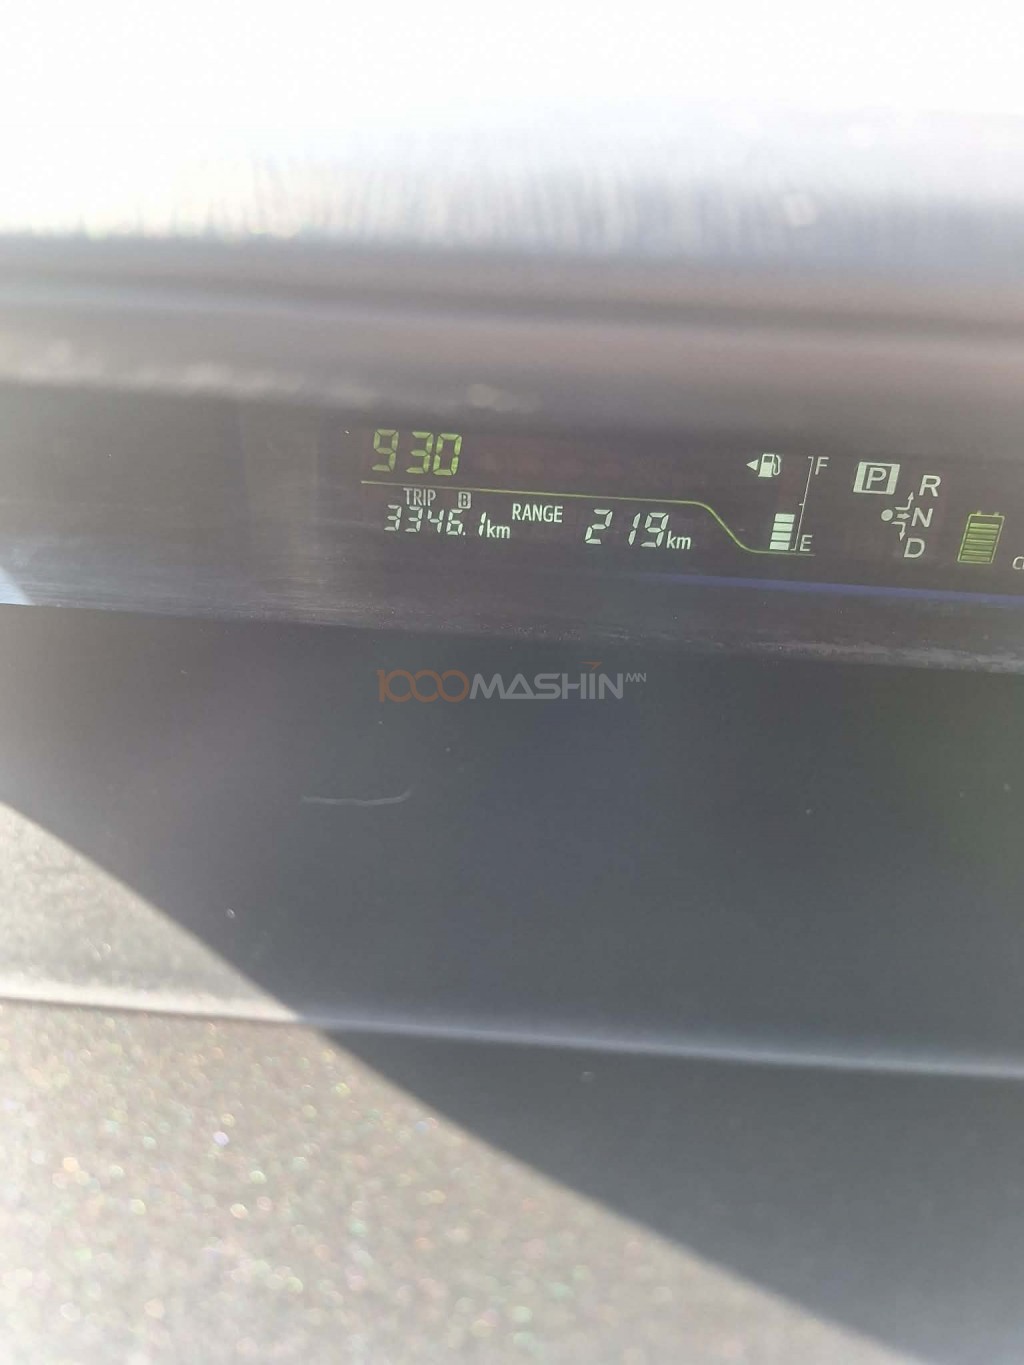 930
TRIP B
3346.1km RANGE 219km
F
E
P
R
N
D
1000MASHIN MN